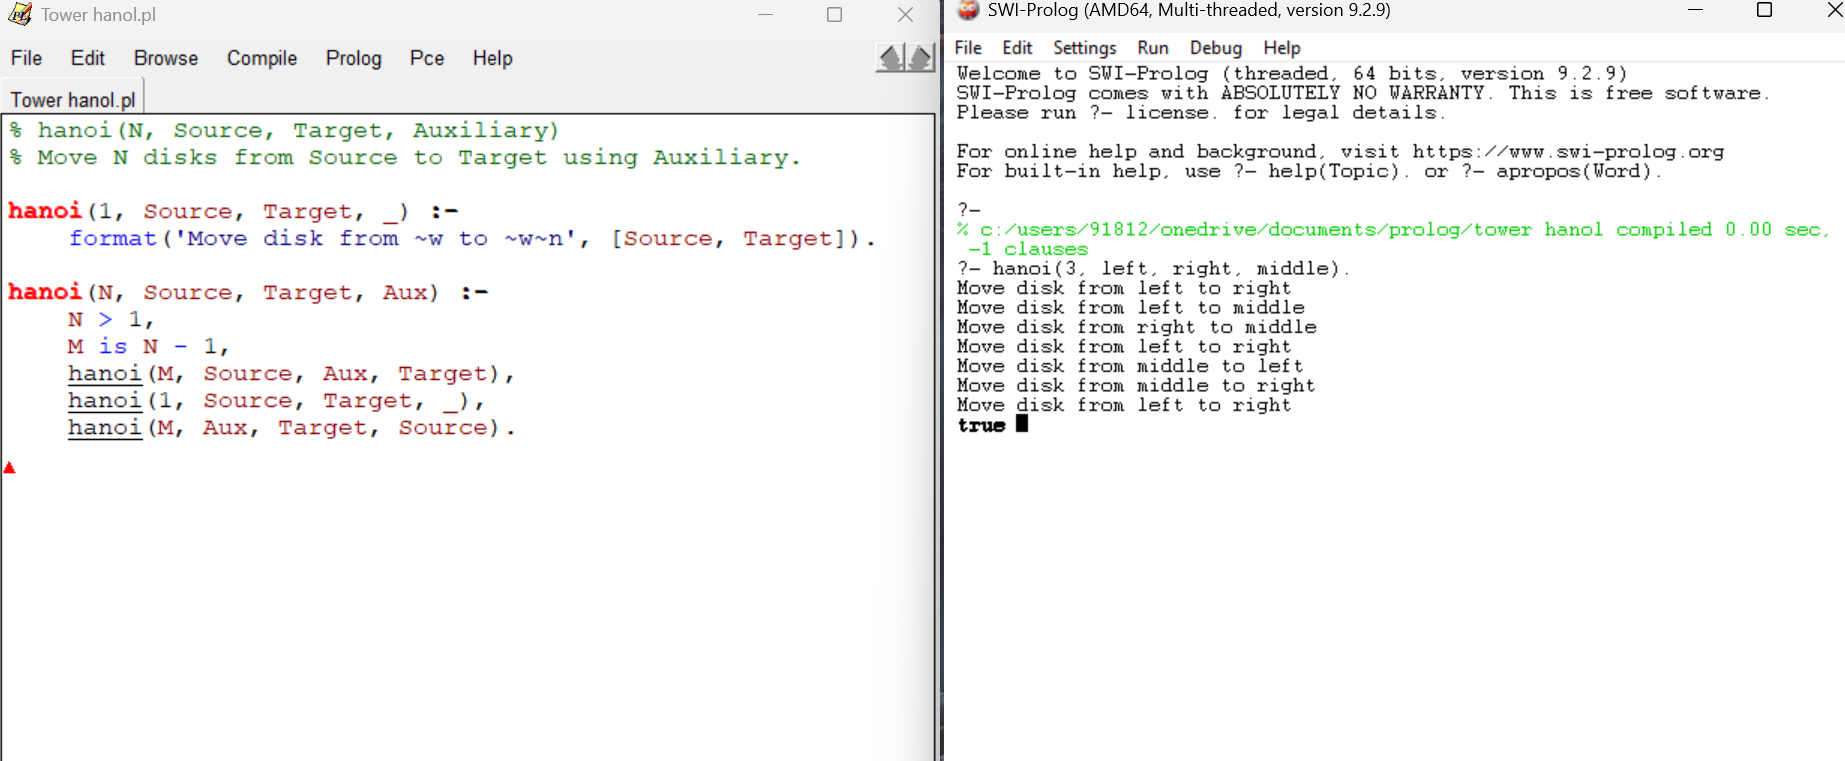 Tower hanol.pl
File Edit Browse Compile Prolog Pce Help
Tower hanol.pl
% hanoi(N, Source, Target, Auxiliary)
% Move N disks from Source to Target using Auxiliary.
hanoi(1, Source, Target, _) :-
    format('Move disk from ~w to ~w~n', [Source, Target]).
hanoi(N, Source, Target, Aux) :-
    N > 1,
    M is N - 1,
    hanoi(M, Source, Aux, Target),
    hanoi(1, Source, Target, _),
    hanoi(M, Aux, Target, Source).
SWI-Prolog (AMD64, Multi-threaded, version 9.2.9)
File Edit Settings Run Debug Help
Welcome to SWI-Prolog (threaded, 64 bits, version 9.2.9)
SWI-Prolog comes with ABSOLUTELY NO WARRANTY. This is free software.
Please run ?- license. for legal details.
For online help and background, visit https://www.swi-prolog.org
For built-in help, use ?- help(Topic). or ?- apropos(Word).
?-
% c:/users/91812/onedrive/documents/prolog/tower hanol compiled 0.00 sec,
 -1 clauses
?- hanoi(3, left, right, middle).
Move disk from left to right
Move disk from left to middle
Move disk from right to middle
Move disk from left to right
Move disk from middle to left
Move disk from middle to right
Move disk from left to right
true